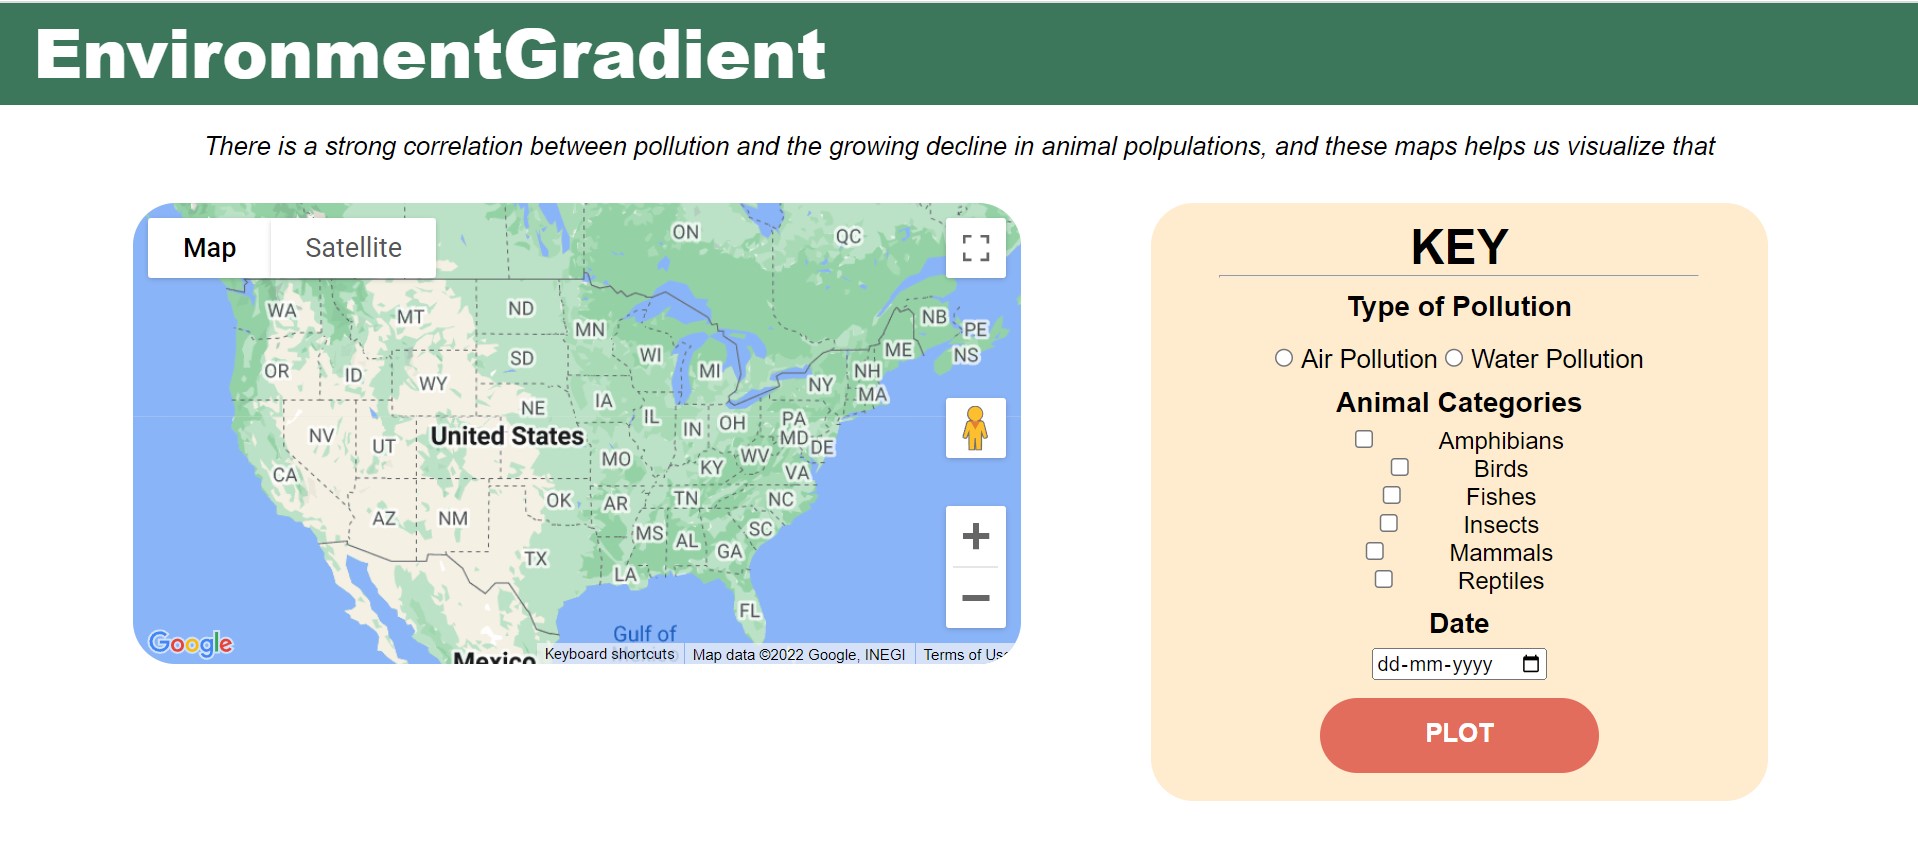 EnvironmentGradient
There is a strong correlation between pollution and the growing decline in animal polpulations, and these maps helps us visualize that
Map Satellite
ON QC
WA MT ND MN NB PE
OR ID WY SD WI MI ME NS
NH
NY MA
NE IA IL IN OH PA
NV UT United States MD DE
CA MO KY WV VA
AZ NM OK AR TN NC
MS AL GA SC
TX LA
FL
Gulf of
Mexico
Google
Keyboard shortcuts Map data ©2022 Google, INEGI Terms of Us
KEY
Type of Pollution
Air Pollution Water Pollution
Animal Categories
Amphibians
Birds
Fishes
Insects
Mammals
Reptiles
Date
dd-mm-yyyy
PLOT